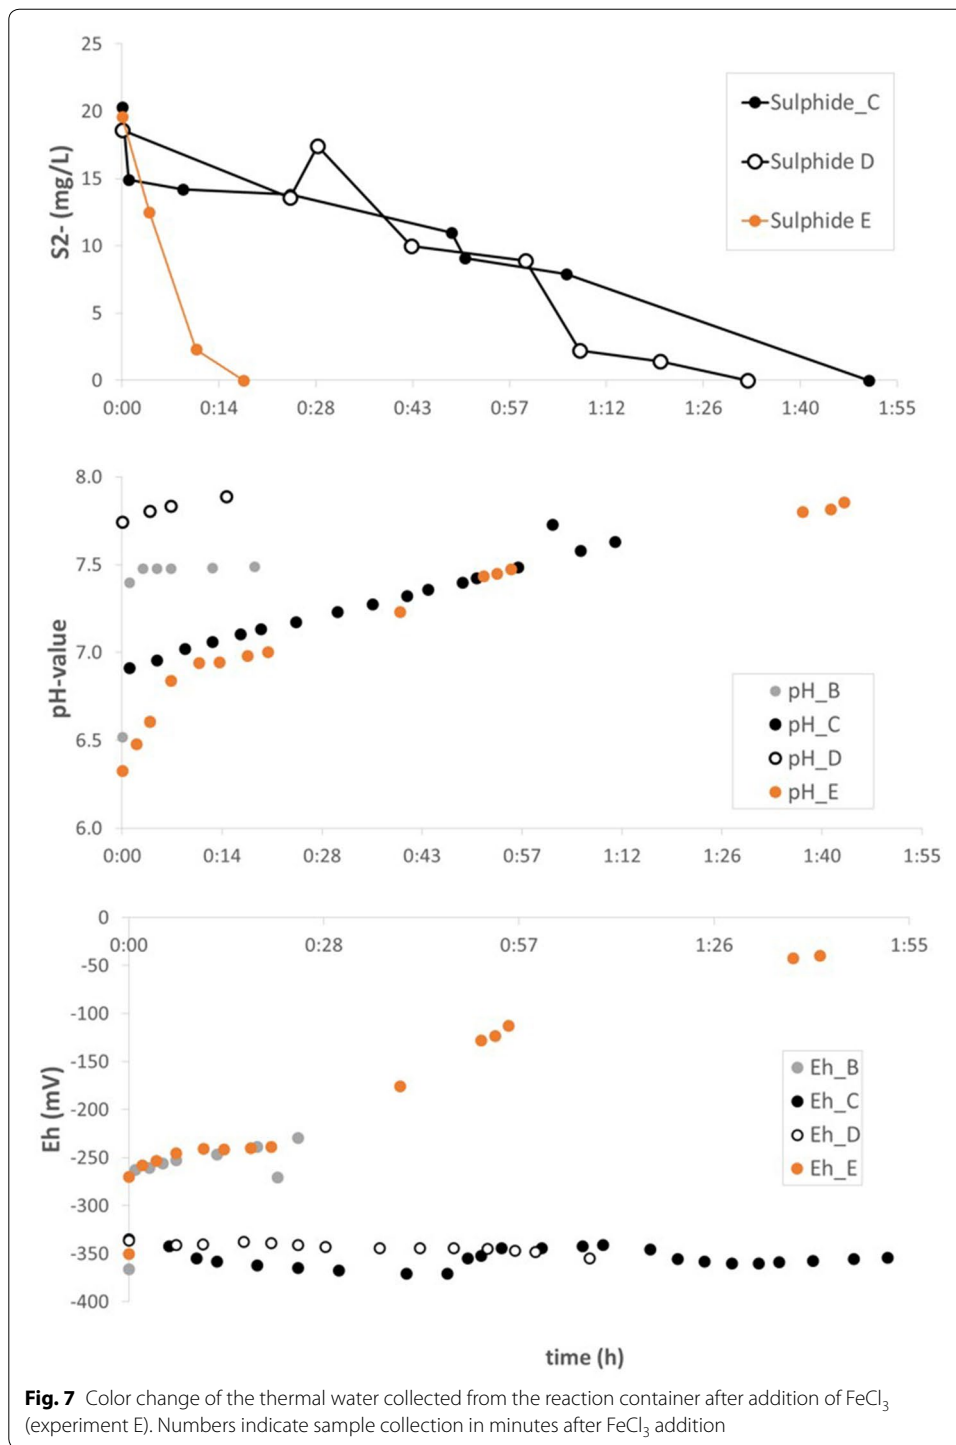 25
20
15
10
5
0
S2- (mg/L)
Sulphide_C
Sulphide D
Sulphide E
0:00 0:14 0:28 0:43 0:57 1:12 1:26 1:40 1:55
8.0
7.5
7.0
6.5
6.0
pH-value
pH_B
pH_C
pH_D
pH_E
0:00 0:14 0:28 0:43 0:57 1:12 1:26 1:40 1:55
0
0:00 0:28 0:57 1:26 1:55
-50
-100
-150
-200
-250
-300
-350
-400
Eh (mV)
Eh_B
Eh_C
Eh_D
Eh_E
time (h)
Fig. 7 Color change of the thermal water collected from the reaction container after addition of FeCl₃
(experiment E). Numbers indicate sample collection in minutes after FeCl₃ addition